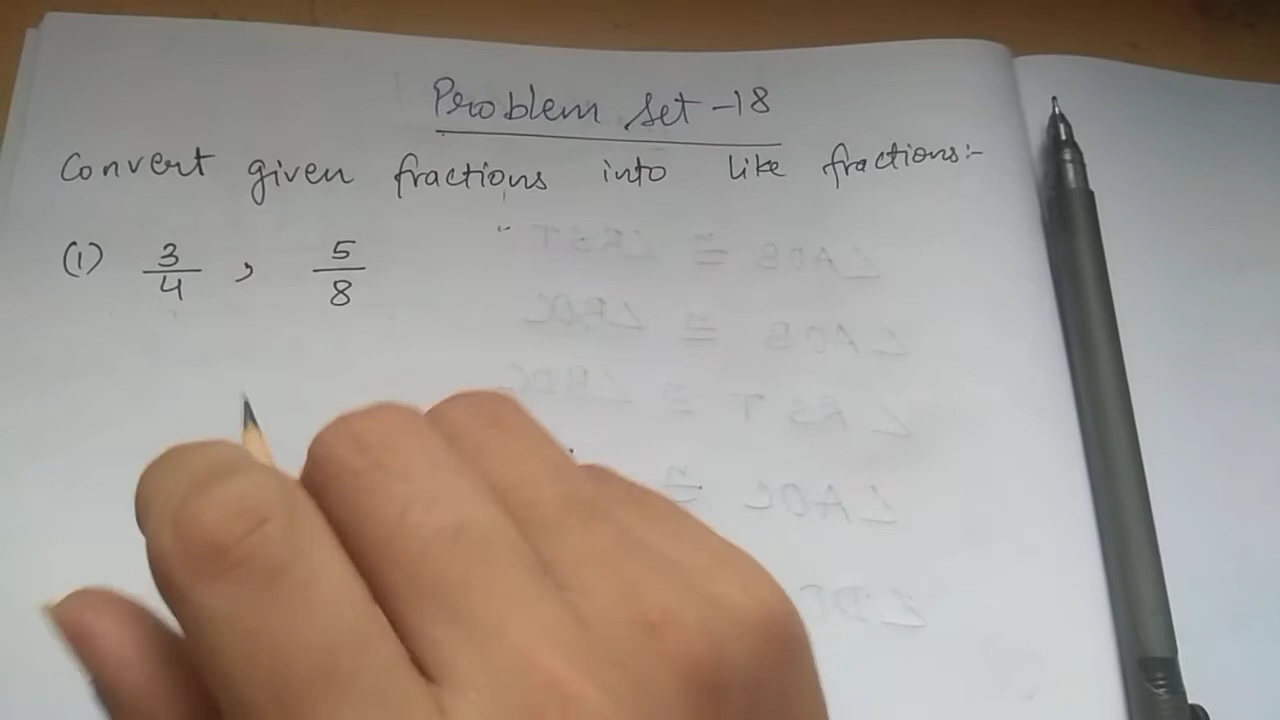 Problem Set -18
Convert given fractions into like fractions:-
(1) 3/4 , 5/8